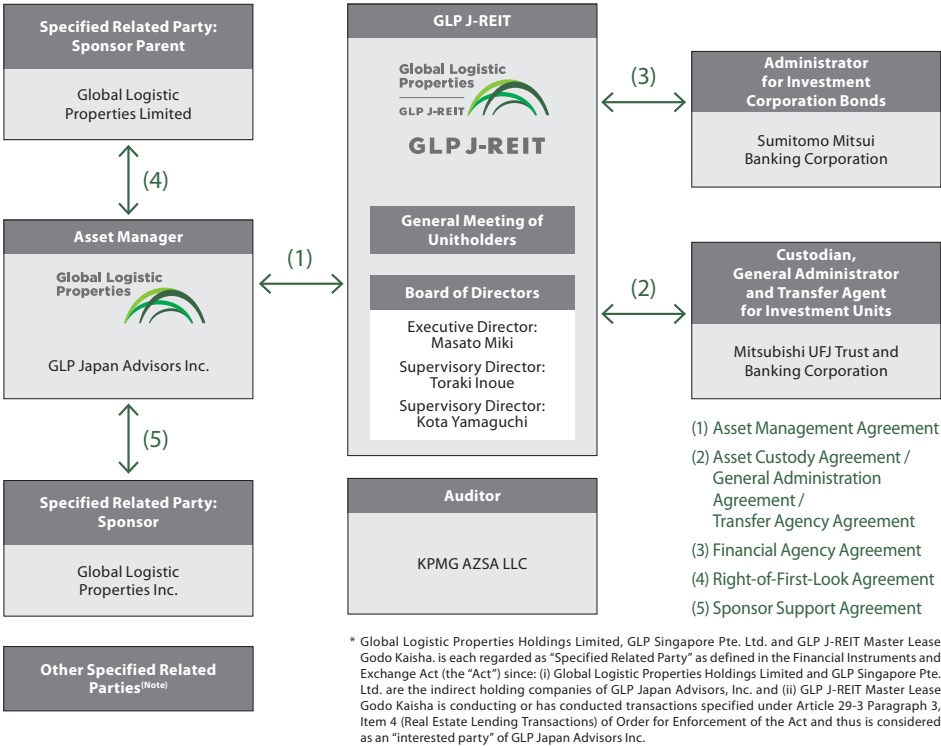 Specified Related Party:
Sponsor Parent
Global Logistic
Properties Limited
(4)
Asset Manager
Global Logistic
Properties
GLP Japan Advisors Inc.
(5)
Specified Related Party:
Sponsor
Global Logistic
Properties Inc.
Other Specified Related
Parties(Note)
(1)
GLP J-REIT
Global Logistic
Properties
GLP J-REIT
GLP J-REIT
General Meeting of
Unitholders
Board of Directors
Executive Director:
Masato Miki
Supervisory Director:
Toraki Inoue
Supervisory Director:
Kota Yamaguchi
Auditor
KPMG AZSA LLC
(3)
Administrator
for Investment
Corporation Bonds
Sumitomo Mitsui
Banking Corporation
(2)
Custodian,
General Administrator
and Transfer Agent
for Investment Units
Mitsubishi UFJ Trust and
Banking Corporation
(1) Asset Management Agreement
(2) Asset Custody Agreement /
General Administration
Agreement /
Transfer Agency Agreement
(3) Financial Agency Agreement
(4) Right-of-First-Look Agreement
(5) Sponsor Support Agreement
* Global Logistic Properties Holdings Limited, GLP Singapore Pte. Ltd. and GLP J-REIT Master Lease
Godo Kaisha. is each regarded as “Specified Related Party” as defined in the Financial Instruments and
Exchange Act (the “Act”) since: (i) Global Logistic Properties Holdings Limited and GLP Singapore Pte.
Ltd. are the indirect holding companies of GLP Japan Advisors, Inc. and (ii) GLP J-REIT Master Lease
Godo Kaisha is conducting or has conducted transactions specified under Article 29-3 Paragraph 3,
Item 4 (Real Estate Lending Transactions) of Order for Enforcement of the Act and thus is considered
as an “interested party” of GLP Japan Advisors Inc.